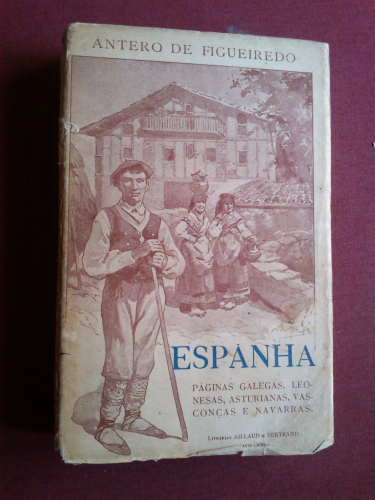 ANTERO DE FIGUEIREDO
ESPANHA
PÁGINAS GALEGAS, LEO-
NESAS, ASTURIANAS, VAS-
CONÇAS E NAVARRAS.
LIVRARIAS AILLAUD e BERTRAND